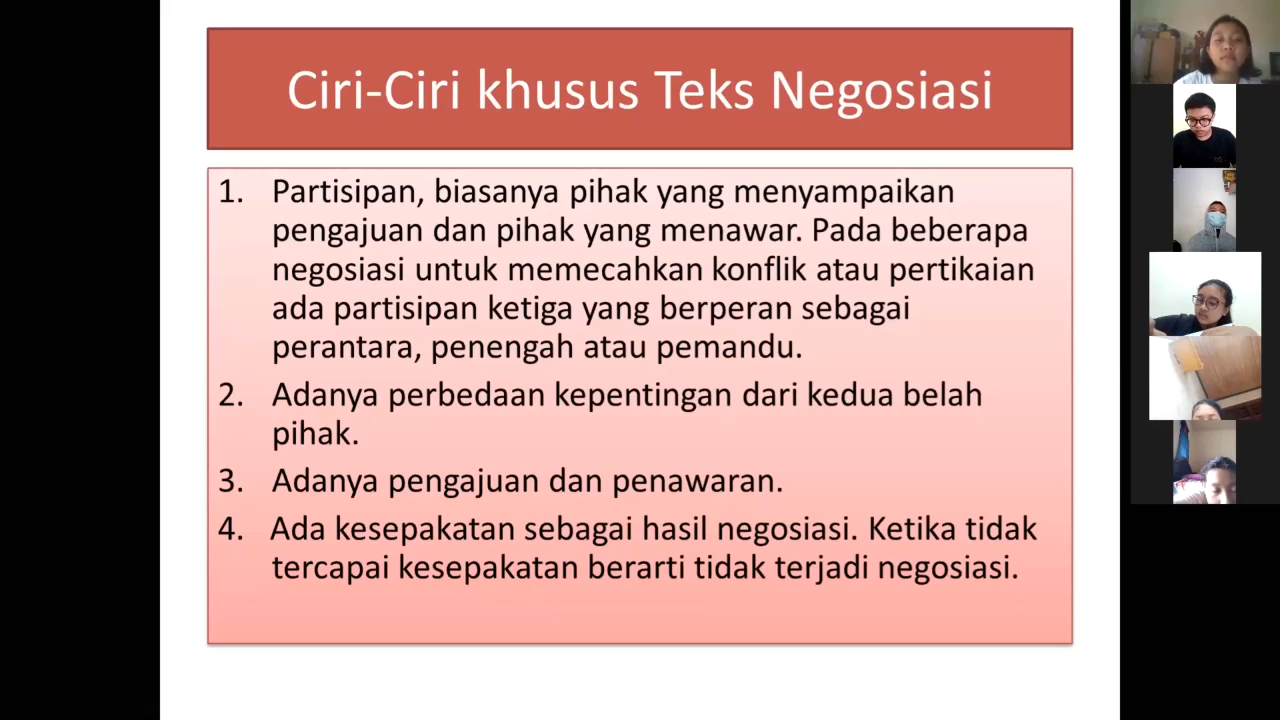 Ciri-Ciri khusus Teks Negosiasi
1. Partisipan, biasanya pihak yang menyampaikan
pengajuan dan pihak yang menawar. Pada beberapa
negosiasi untuk memecahkan konflik atau pertikaian
ada partisipan ketiga yang berperan sebagai
perantara, penengah atau pemandu.
2. Adanya perbedaan kepentingan dari kedua belah
pihak.
3. Adanya pengajuan dan penawaran.
4. Ada kesepakatan sebagai hasil negosiasi. Ketika tidak
tercapai kesepakatan berarti tidak terjadi negosiasi.